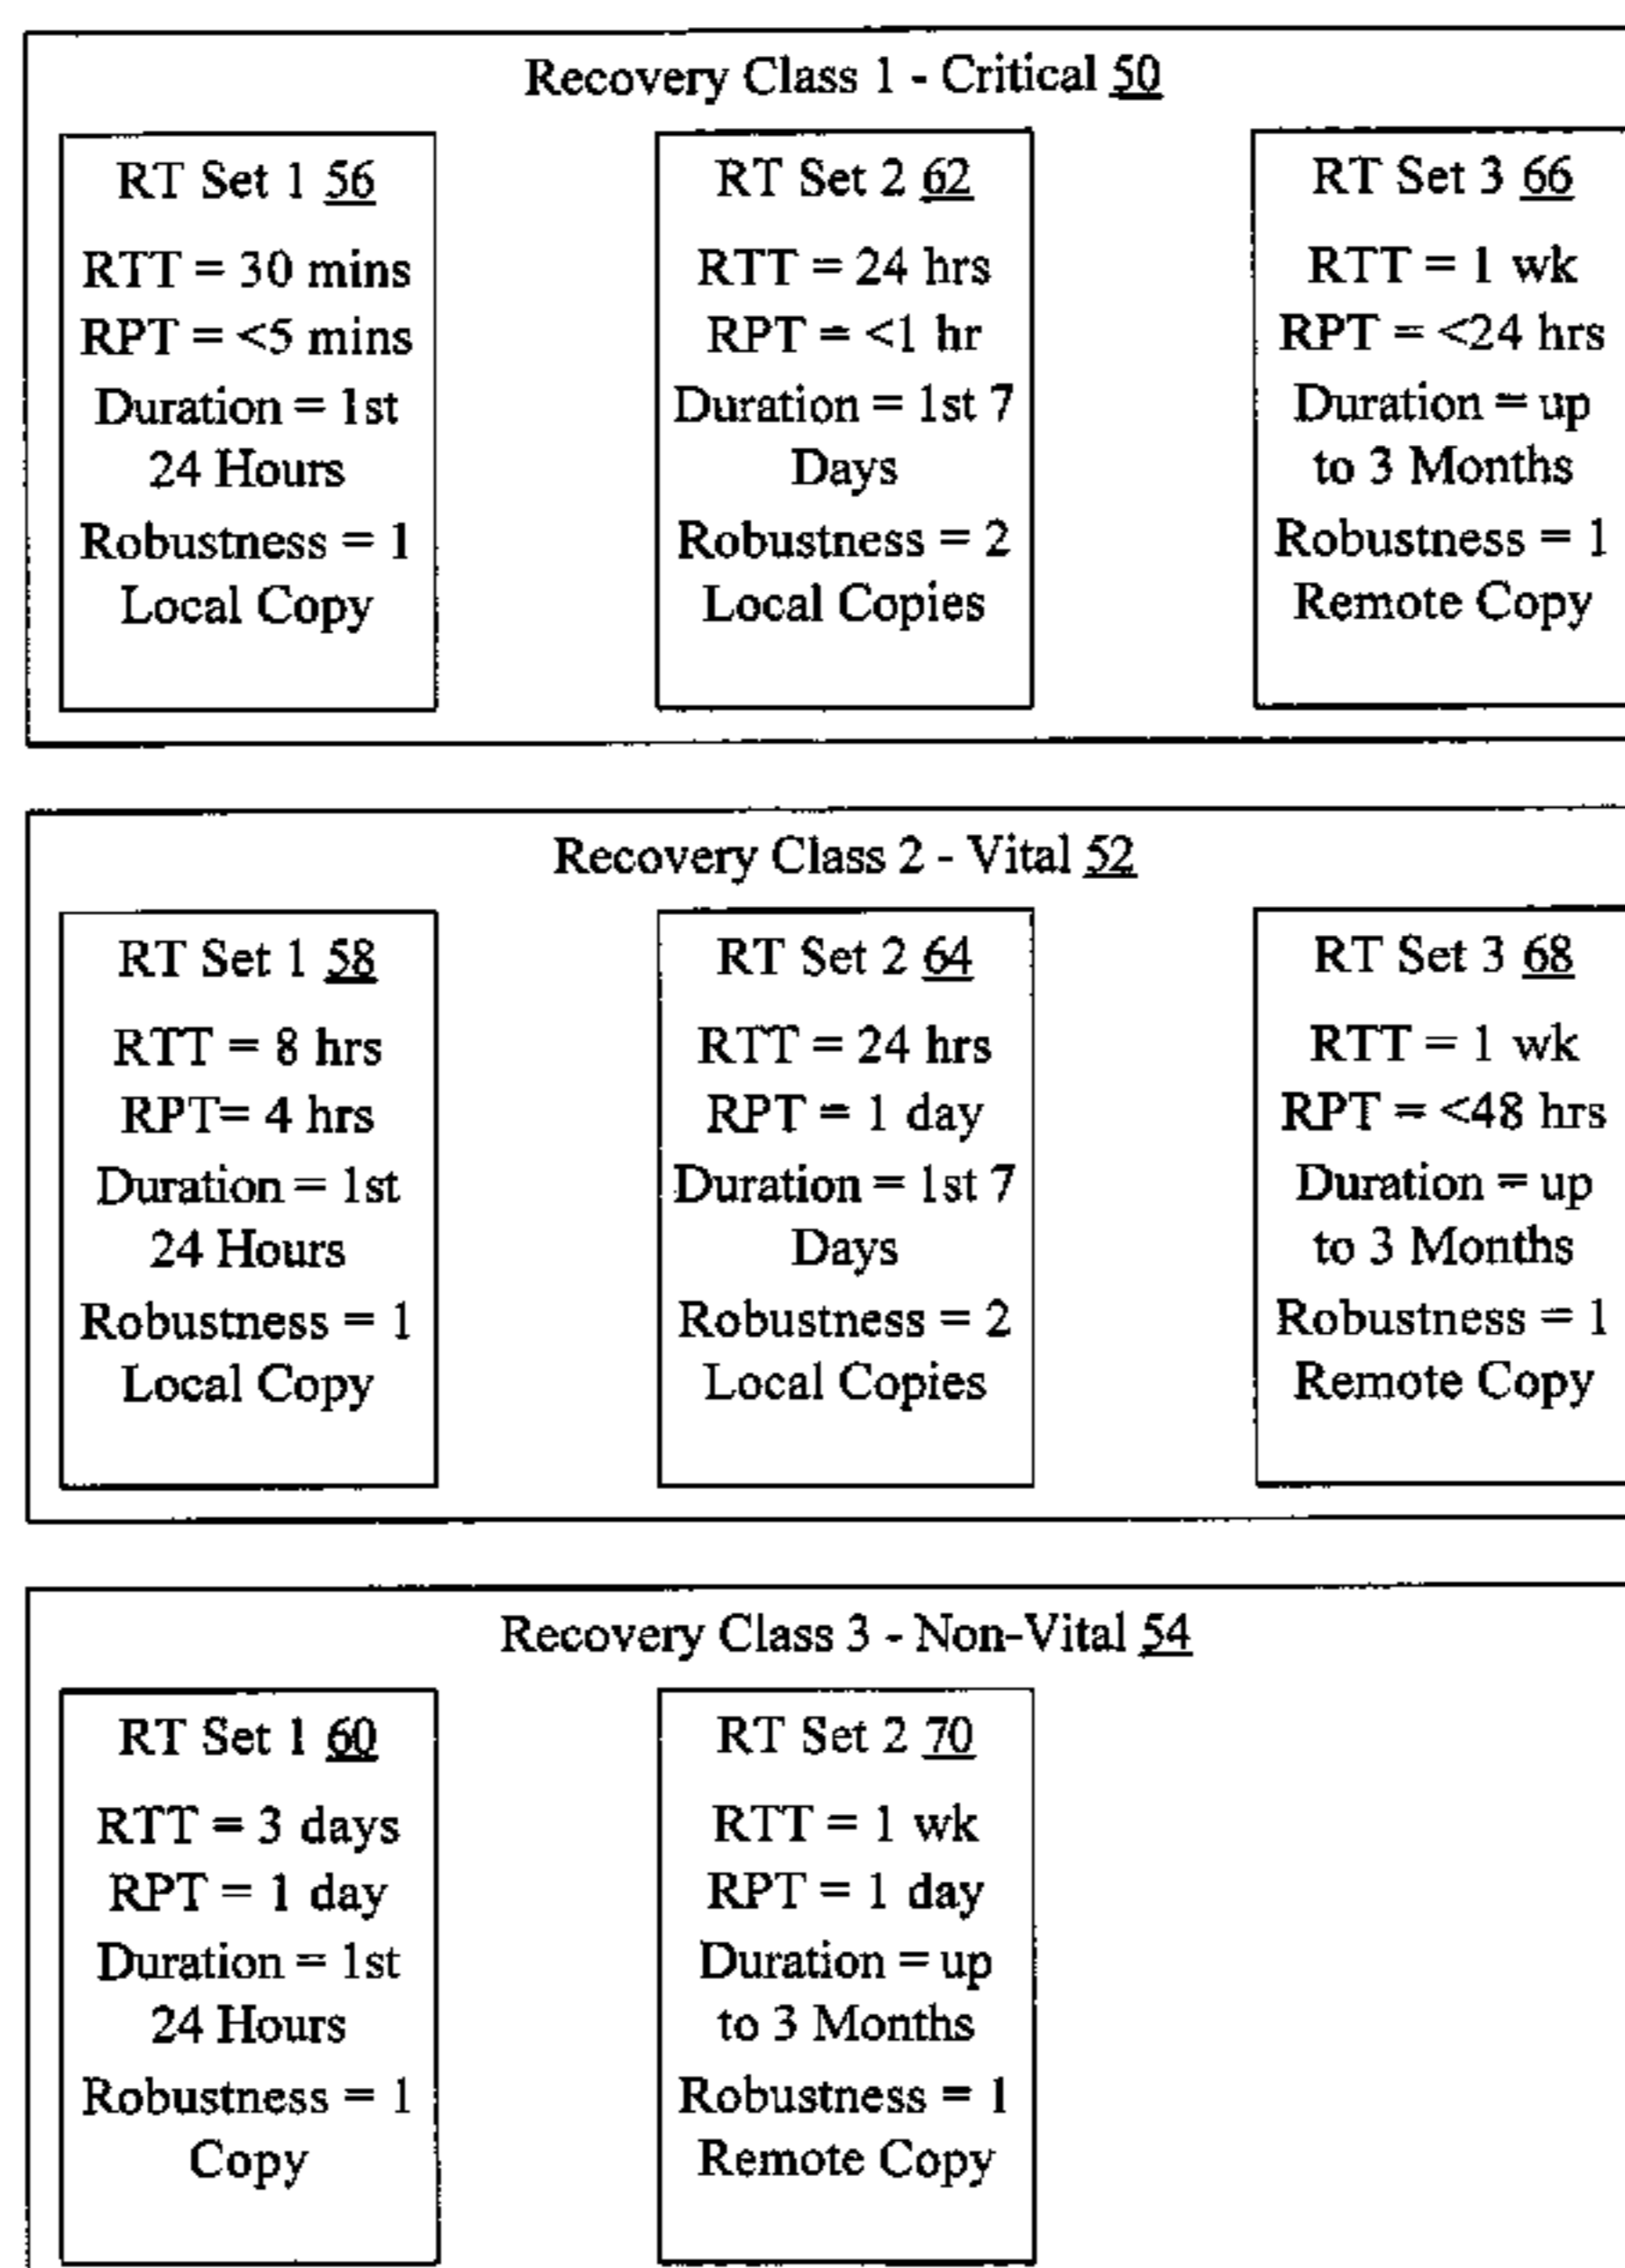 Recovery Class 1 - Critical 50
RT Set 1 56
RTT = 30 mins
RPT = <5 mins
Duration = 1st
24 Hours
Robustness = 1
Local Copy
RT Set 2 62
RTT = 24 hrs
RPT = <1 hr
Duration = 1st 7
Days
Robustness = 2
Local Copies
RT Set 3 66
RTT = 1 wk
RPT = <24 hrs
Duration = up
to 3 Months
Robustness = 1
Remote Copy
Recovery Class 2 - Vital 52
RT Set 1 58
RTT = 8 hrs
RPT= 4 hrs
Duration = 1st
24 Hours
Robustness = 1
Local Copy
RT Set 2 64
RTT = 24 hrs
RPT = 1 day
Duration = 1st 7
Days
Robustness = 2
Local Copies
RT Set 3 68
RTT = 1 wk
RPT = <48 hrs
Duration = up
to 3 Months
Robustness = 1
Remote Copy
Recovery Class 3 - Non-Vital 54
RT Set 1 60
RTT = 3 days
RPT = 1 day
Duration = 1st
24 Hours
Robustness = 1
Copy
RT Set 2 70
RTT = 1 wk
RPT = 1 day
Duration = up
to 3 Months
Robustness = 1
Remote Copy